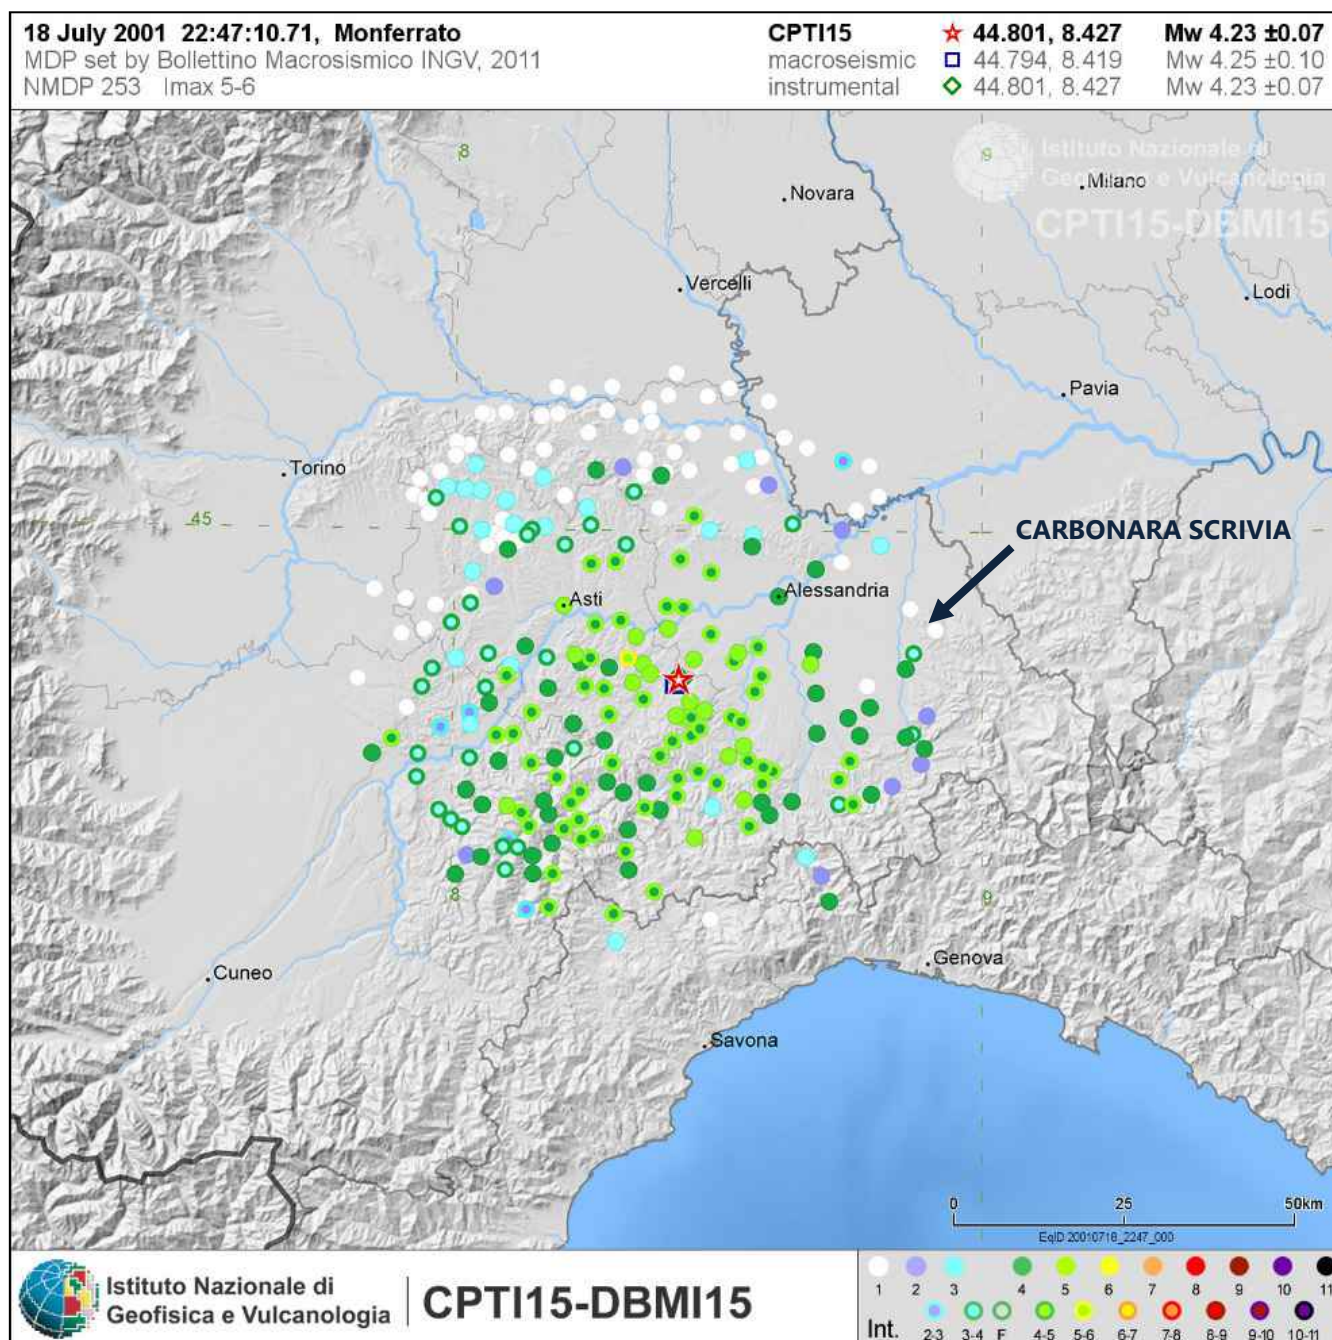 18 July 2001 22:47:10.71, Monferrato
MDP set by Bollettino Macrosismico INGV, 2011
NMDP 253 Imax 5-6
CPTI15 44.801, 8.427 Mw 4.23 ±0.07
macroseismic 44.794, 8.419 Mw 4.25 ±0.10
instrumental 44.801, 8.427 Mw 4.23 ±0.07
8
9
Istituto Nazionale di
Geofisica e Vulcanologia
CPTI15-DBMI15
Milano
Novara
Vercelli
Lodi
Pavia
Torino
45
CARBONARA SCRIVIA
Asti
Alessandria
8
9
Genova
Cuneo
Savona
0 25 50km
EqID 20010718_2247_000
Istituto Nazionale di
Geofisica e Vulcanologia
CPTI15-DBMI15
1 2 3 4 5 6 7 8 9 10 11
Int. 2-3 3-4 F 4-5 5-6 6-7 7-8 8-9 9-10 10-11